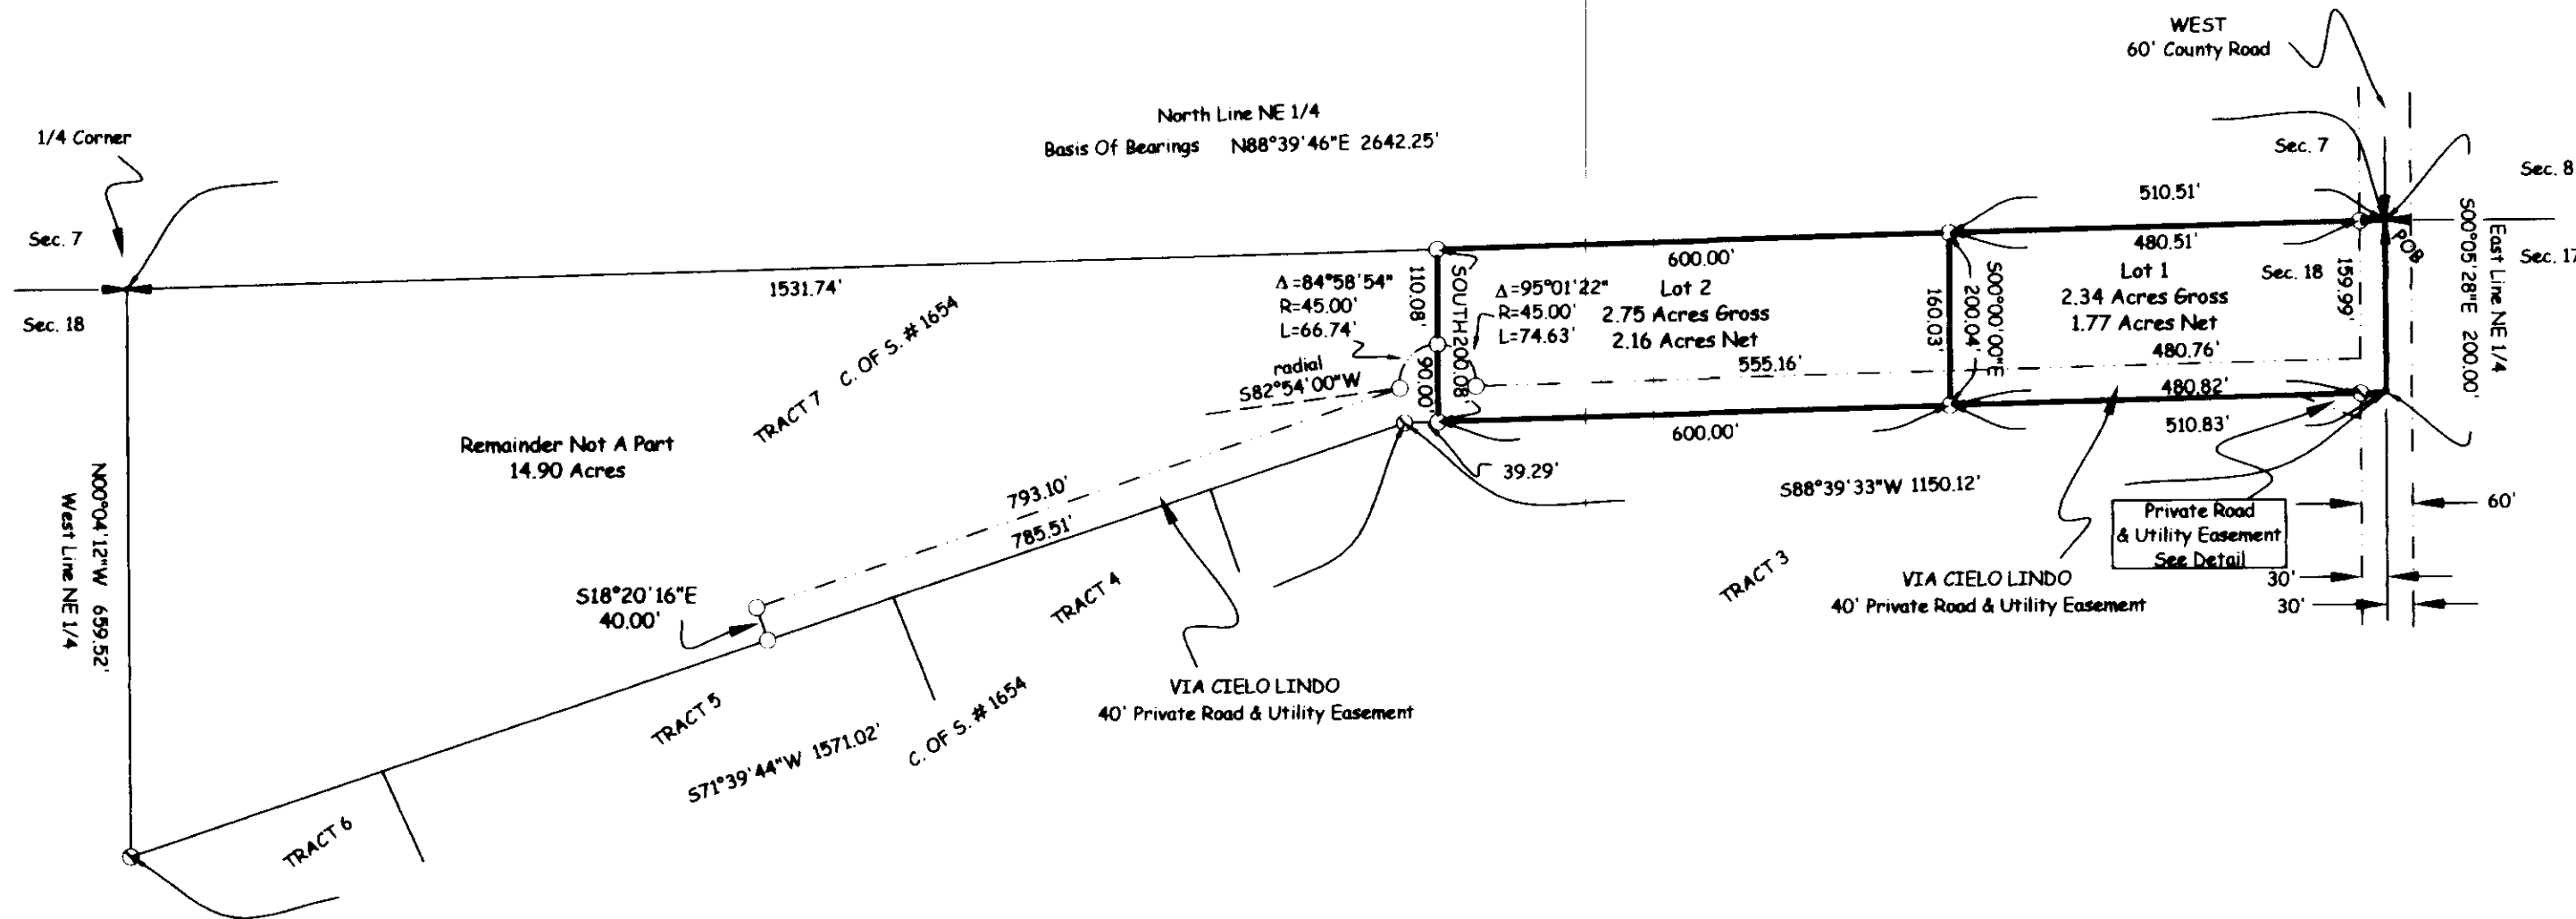 WEST
60' County Road
North Line NE 1/4
Basis Of Bearings N88°39'46"E 2642.25'
1/4 Corner
Sec. 7
Sec. 18
Sec. 7
Sec. 8
Sec. 18
Sec. 17
POB
510.51'
480.51'
600.00'
1531.74'
Δ=84°58'54"
R=45.00'
L=66.74'
radial
S82°54'00"W
110.08'
90.00'
SOUTH 200.08'
Δ=95°01'22"
R=45.00'
L=74.63'
Lot 2
2.75 Acres Gross
2.16 Acres Net
555.16'
160.03'
200.04'
S00°00'00"E
Lot 1
2.34 Acres Gross
1.77 Acres Net
480.76'
159.99'
S00°05'28"E 200.00'
East Line NE 1/4
480.82'
510.83'
600.00'
39.29'
S88°39'33"W 1150.12'
TRACT 7 C. OF S. # 1654
Remainder Not A Part
14.90 Acres
N00°04'12"W 659.52'
West Line NE 1/4
793.10'
785.51'
S18°20'16"E
40.00'
TRACT 3
TRACT 4
TRACT 5
TRACT 6
S71°39'44"W 1571.02'
C. OF S. # 1654
VIA CIELO LINDO
40' Private Road & Utility Easement
VIA CIELO LINDO
40' Private Road & Utility Easement
Private Road
& Utility Easement
See Detail
60'
30'
30'